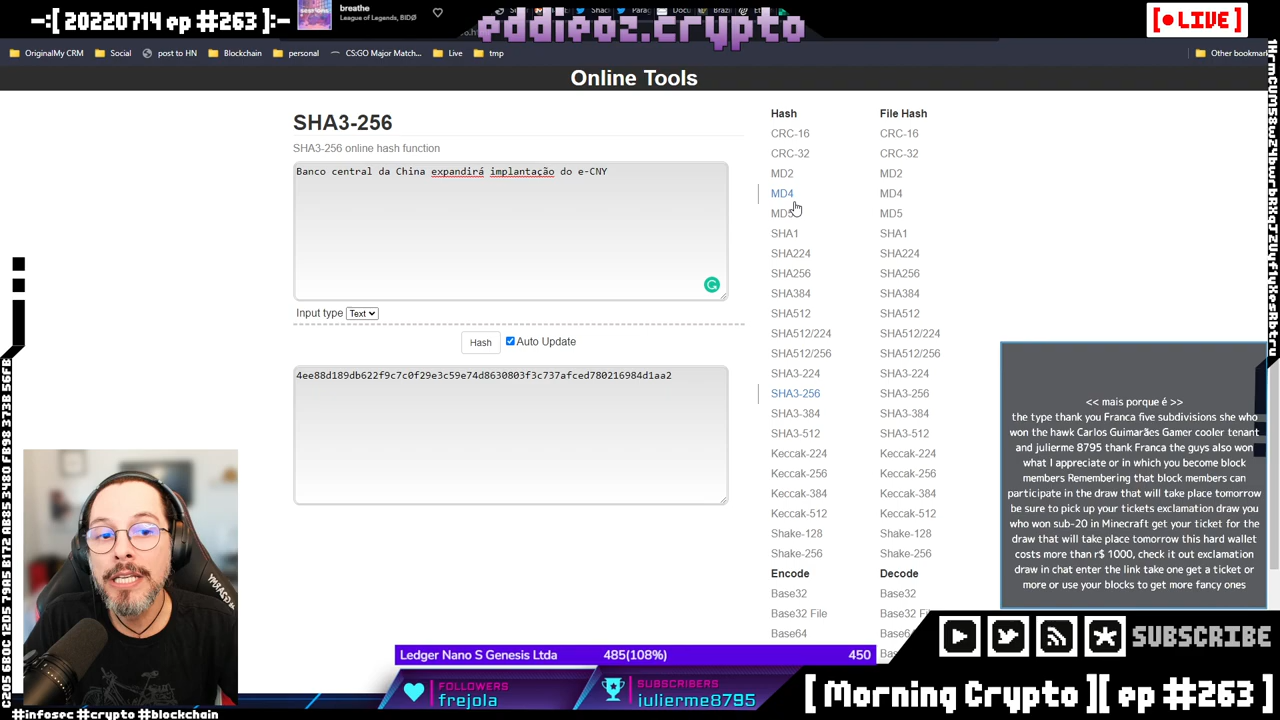 -:[ 20220714 ep #263 ]:-
breathe
League of Legends, BIDØ
eddieoz.crypto
[●LIVE]
OriginalMy CRM
Social
post to HN
Blockchain
personal
CS:GO Major Match...
Live
tmp
Other bookmar
Online Tools
SHA3-256
SHA3-256 online hash function
Banco central da China expandirá implantação do e-CNY
Input type Text
Hash Auto Update
4ee88d189db622f9c7c0f29e3c59e74d8630803f3c737afced780216984d1aa2
Hash File Hash
CRC-16 CRC-16
CRC-32 CRC-32
MD2 MD2
MD4 MD4
MD5 MD5
SHA1 SHA1
SHA224 SHA224
SHA256 SHA256
SHA384 SHA384
SHA512 SHA512
SHA512/224 SHA512/224
SHA512/256 SHA512/256
SHA3-224 SHA3-224
SHA3-256 SHA3-256
SHA3-384 SHA3-384
SHA3-512 SHA3-512
Keccak-224 Keccak-224
Keccak-256 Keccak-256
Keccak-384 Keccak-384
Keccak-512 Keccak-512
Shake-128 Shake-128
Shake-256 Shake-256
Encode Decode
Base32 Base32
Base32 File Base32 Fi
Base64 Base6
<< mais porque é >>
the type thank you Franca five subdivisions she who
won the hawk Carlos Guimarães Gamer cooler tenant
and julierme 8795 thank Franca the guys also won
what I appreciate or in which you become block
members Remembering that block members can
participate in the draw that will take place tomorrow
be sure to pick up your tickets exclamation draw you
who won sub-20 in Minecraft get your ticket for the
draw that will take place tomorrow this hard wallet
costs more than r$ 1000, check it out exclamation
draw in chat enter the link take one get a ticket or
more or use your blocks to get more fancy ones
Ledger Nano S Genesis Ltda 485(108%) 450
FOLLOWERS
frejola
SUBSCRIBERS
julierme8795
SUBSCRIBE
[ Morning Crypto ][ ep #263 ]
#infosec #crypto #blockchain